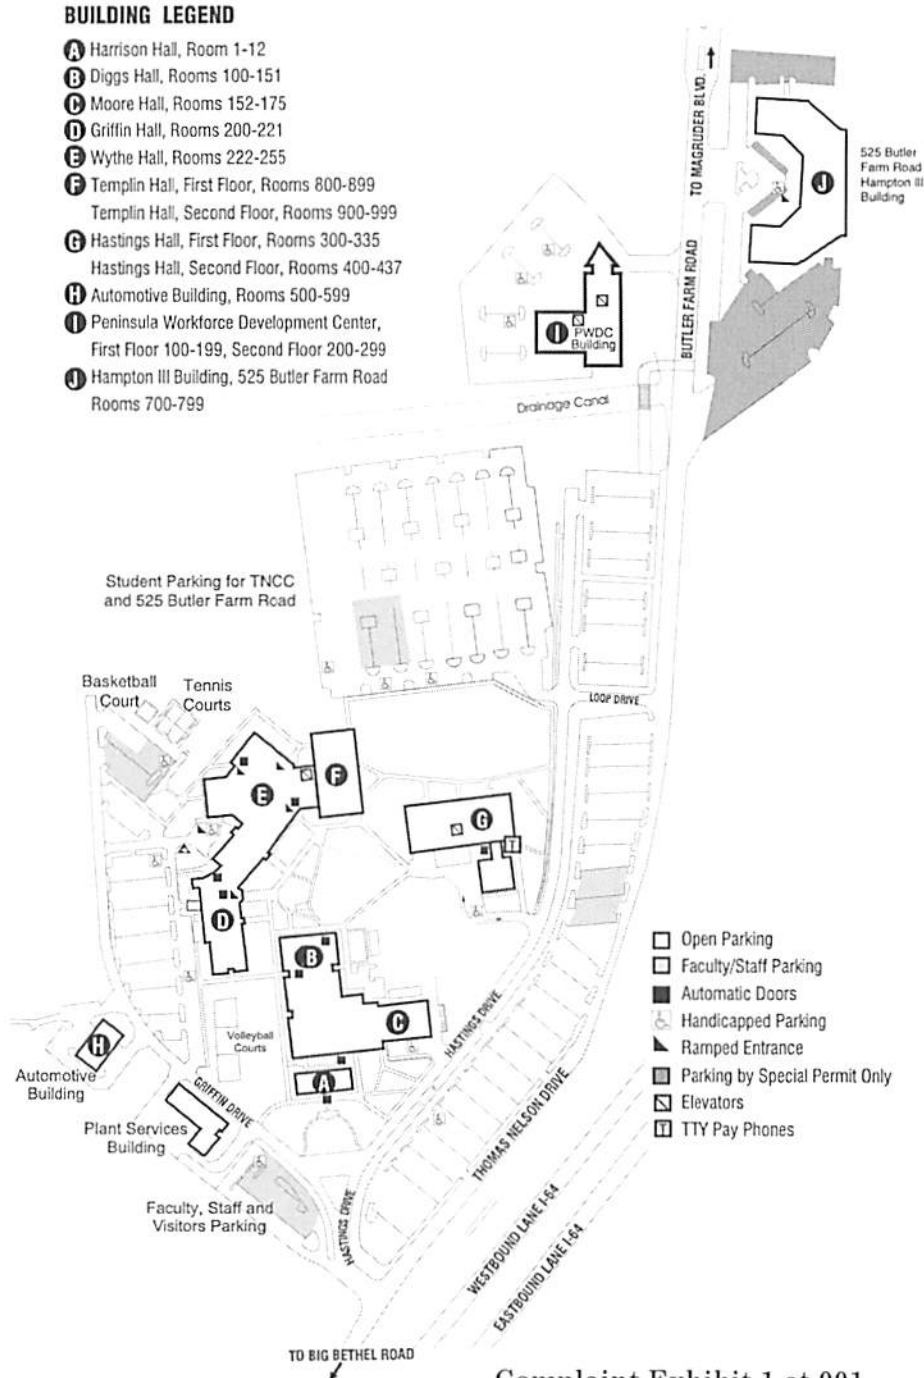 BUILDING LEGEND
A Harrison Hall, Room 1-12
B Diggs Hall, Rooms 100-151
C Moore Hall, Rooms 152-175
D Griffin Hall, Rooms 200-221
E Wythe Hall, Rooms 222-255
F Templin Hall, First Floor, Rooms 800-899
Templin Hall, Second Floor, Rooms 900-999
G Hastings Hall, First Floor, Rooms 300-335
Hastings Hall, Second Floor, Rooms 400-437
H Automotive Building, Rooms 500-599
I Peninsula Workforce Development Center,
First Floor 100-199, Second Floor 200-299
J Hampton III Building, 525 Butler Farm Road
Rooms 700-799
TO MAGRUDER BLVD.
BUTLER FARM ROAD
J
525 Butler
Farm Road
Hampton III
Building
I
PWDC
Building
Drainage Canal
Student Parking for TNCC
and 525 Butler Farm Road
Basketball
Court
Tennis
Courts
LOOP DRIVE
F
E
G
T
D
B
C
A
H
Volleyball
Courts
Automotive
Building
GRIFFIN DRIVE
Plant Services
Building
Faculty, Staff and
Visitors Parking
HASTINGS DRIVE
HASTINGS DRIVE
THOMAS NELSON DRIVE
WESTBOUND LANE I-64
EASTBOUND LANE I-64
Open Parking
Faculty/Staff Parking
Automatic Doors
Handicapped Parking
Ramped Entrance
Parking by Special Permit Only
Elevators
T TTY Pay Phones
TO BIG BETHEL ROAD
Complaint Exhibit 1 at 001